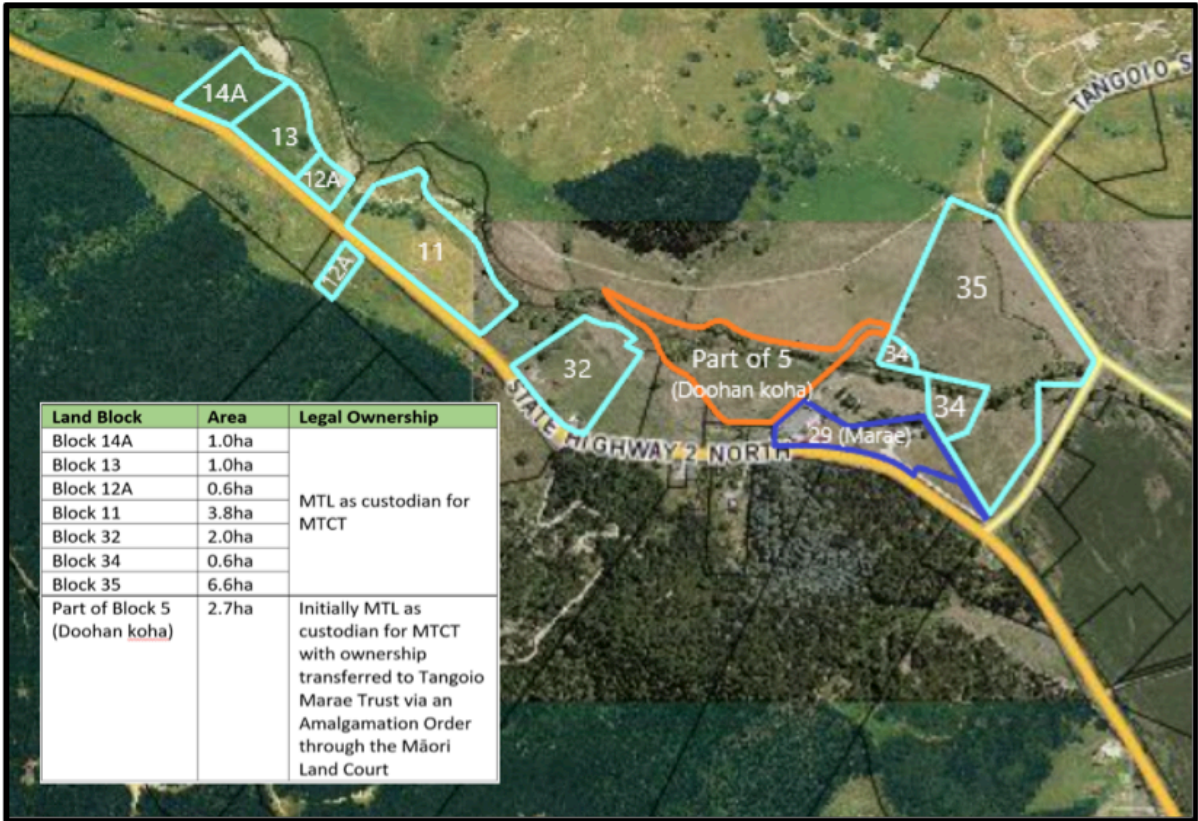 TANGOIO S
14A
13
12A
11
12A
35
34
Part of 5
(Doohan koha)
32
34
29 (Marae)
STATE HIGHWAY 2 NORTH
Land Block Area Legal Ownership
Block 14A 1.0ha
Block 13 1.0ha
Block 12A 0.6ha
Block 11 3.8ha
MTL as custodian for
MTCT
Block 32 2.0ha
Block 34 0.6ha
Block 35 6.6ha
Part of Block 5 2.7ha Initially MTL as
(Doohan koha) custodian for MTCT
with ownership
transferred to Tangoio
Marae Trust via an
Amalgamation Order
through the Māori
Land Court